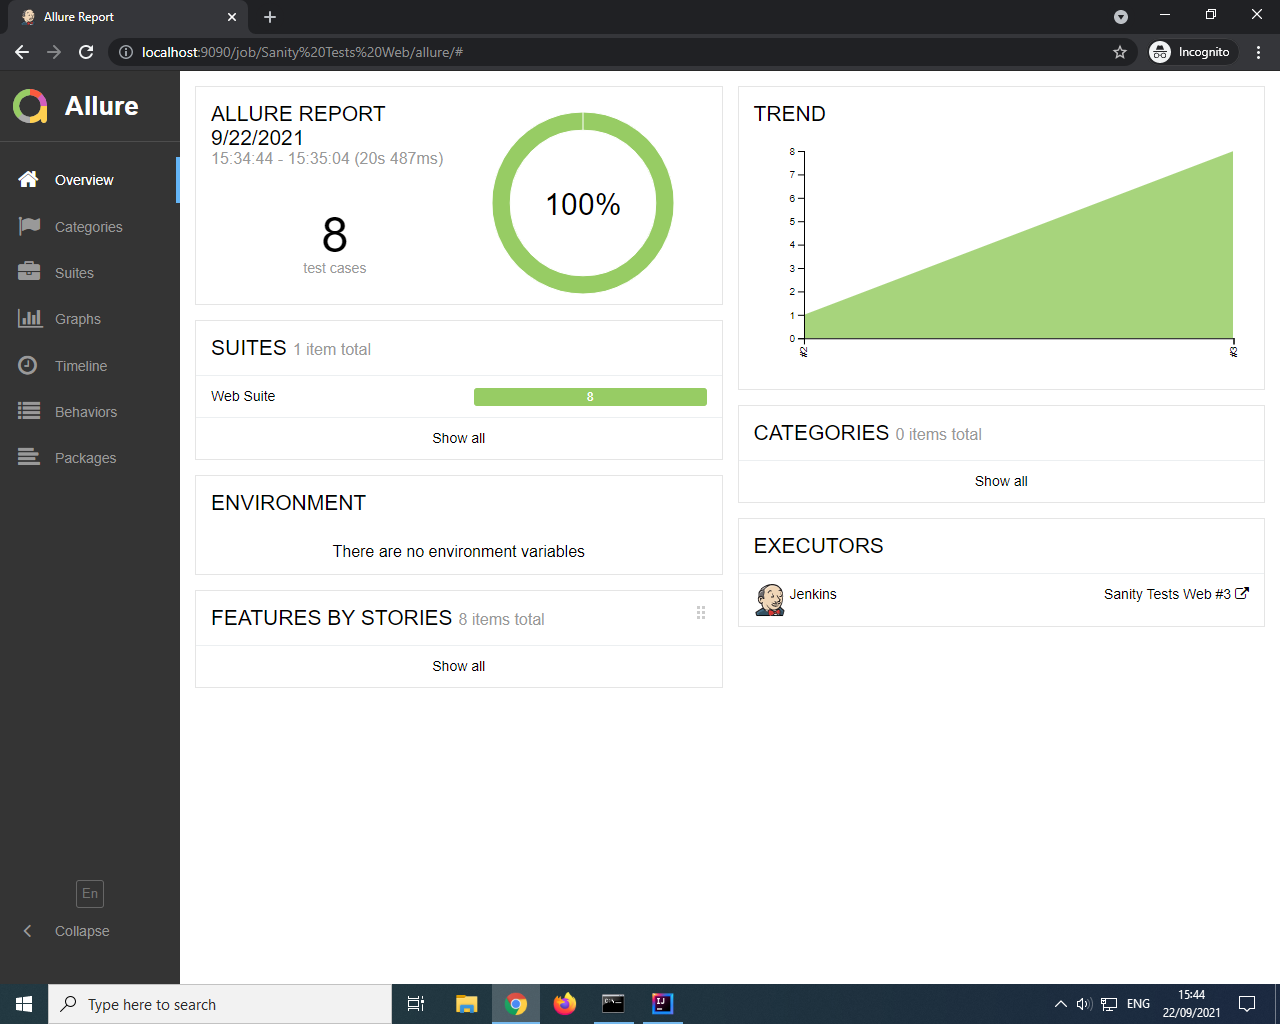 Allure Report
localhost:9090/job/Sanity%20Tests%20Web/allure/#
Incognito
Allure
Overview
Categories
Suites
Graphs
Timeline
Behaviors
Packages
En
Collapse
ALLURE REPORT
9/22/2021
15:34:44 - 15:35:04 (20s 487ms)
8
test cases
100%
SUITES 1 item total
Web Suite 8
Show all
ENVIRONMENT
There are no environment variables
FEATURES BY STORIES 8 items total
Show all
TREND
8
7
6
5
4
3
2
1
0
#2
#3
CATEGORIES 0 items total
Show all
EXECUTORS
Jenkins Sanity Tests Web #3
Type here to search
C:\.
IJ
ENG
15:44
22/09/2021